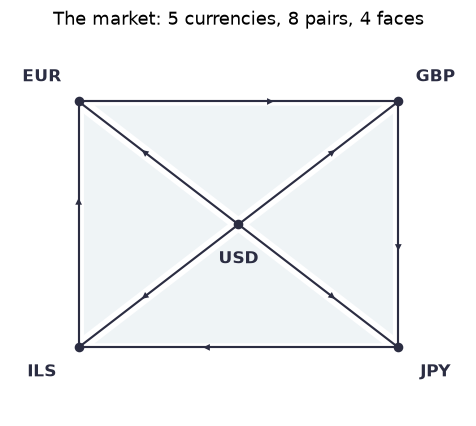 The market: 5 currencies, 8 pairs, 4 faces
EUR
GBP
USD
ILS
JPY